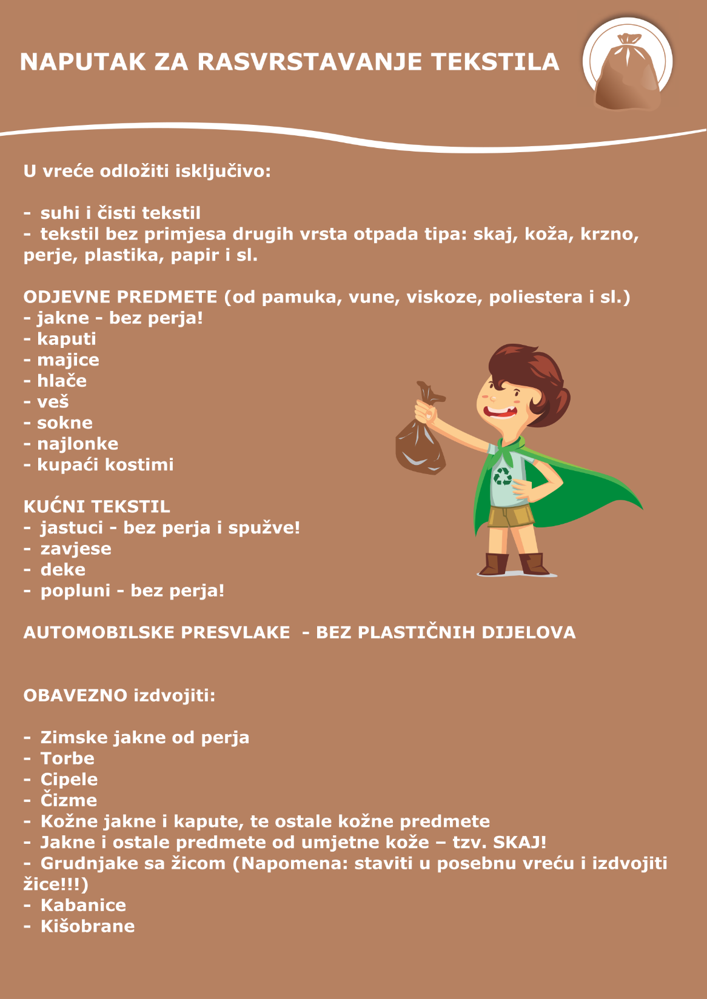 NAPUTAK ZA RASVRSTAVANJE TEKSTILA
U vreće odložiti isključivo:
- suhi i čisti tekstil
- tekstil bez primjesa drugih vrsta otpada tipa: skaj, koža, krzno,
perje, plastika, papir i sl.
ODJEVNE PREDMETE (od pamuka, vune, viskoze, poliestera i sl.)
- jakne - bez perja!
- kaputi
- majice
- hlače
- veš
- sokne
- najlonke
- kupaći kostimi
KUĆNI TEKSTIL
- jastuci - bez perja i spužve!
- zavjese
- deke
- popluni - bez perja!
AUTOMOBILSKE PRESVLAKE - BEZ PLASTIČNIH DIJELOVA
OBAVEZNO izdvojiti:
- Zimske jakne od perja
- Torbe
- Cipele
- Čizme
- Kožne jakne i kapute, te ostale kožne predmete
- Jakne i ostale predmete od umjetne kože – tzv. SKAJ!
- Grudnjake sa žicom (Napomena: staviti u posebnu vreću i izdvojiti
žice!!!)
- Kabanice
- Kišobrane